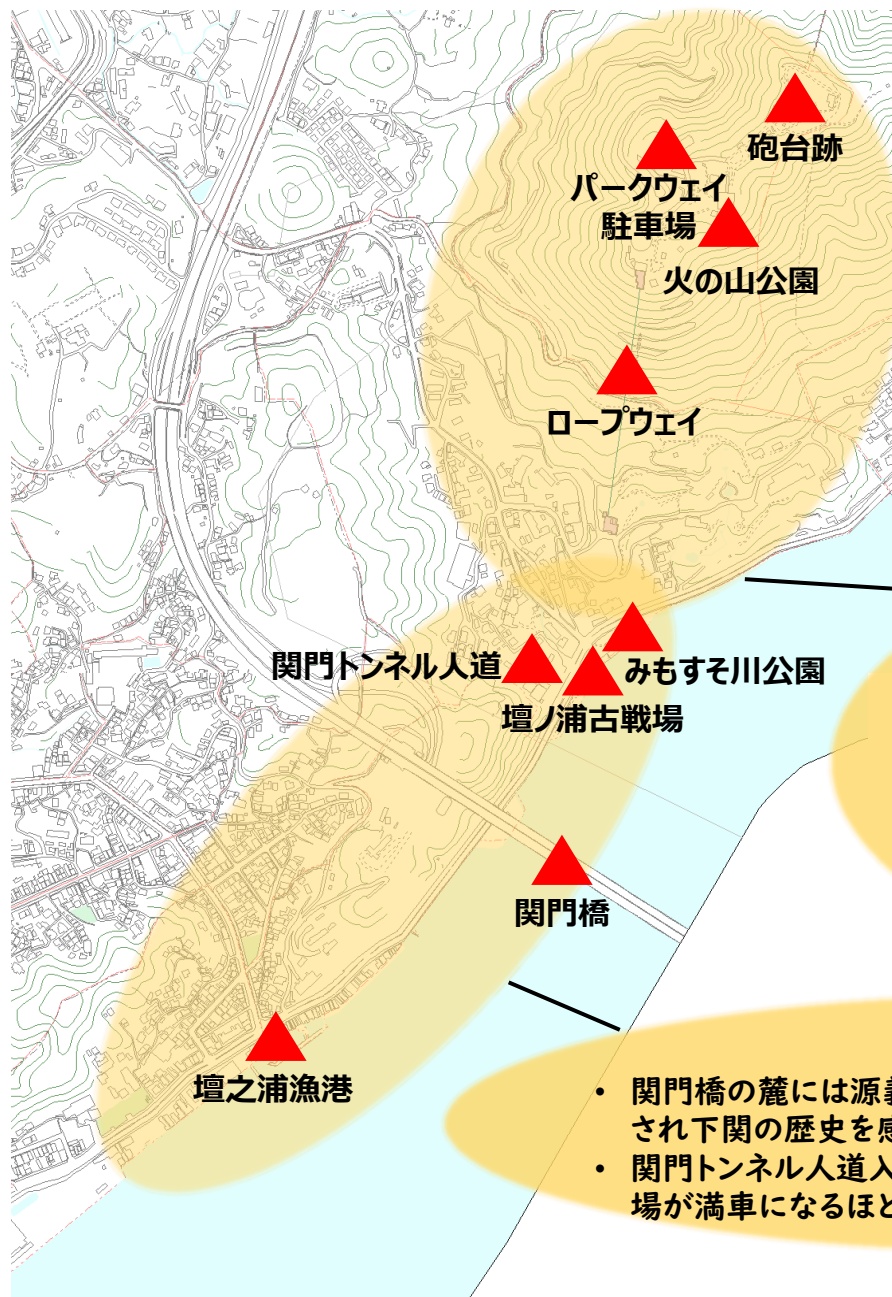 砲台跡
パークウェイ
駐車場
火の山公園
ロープウェイ
関門トンネル人道
みもすそ川公園
壇ノ浦古戦場
関門橋
壇之浦漁港
• 関門橋の麓には源義
され下関の歴史を感
• 関門トンネル人道入
場が満車になるほど